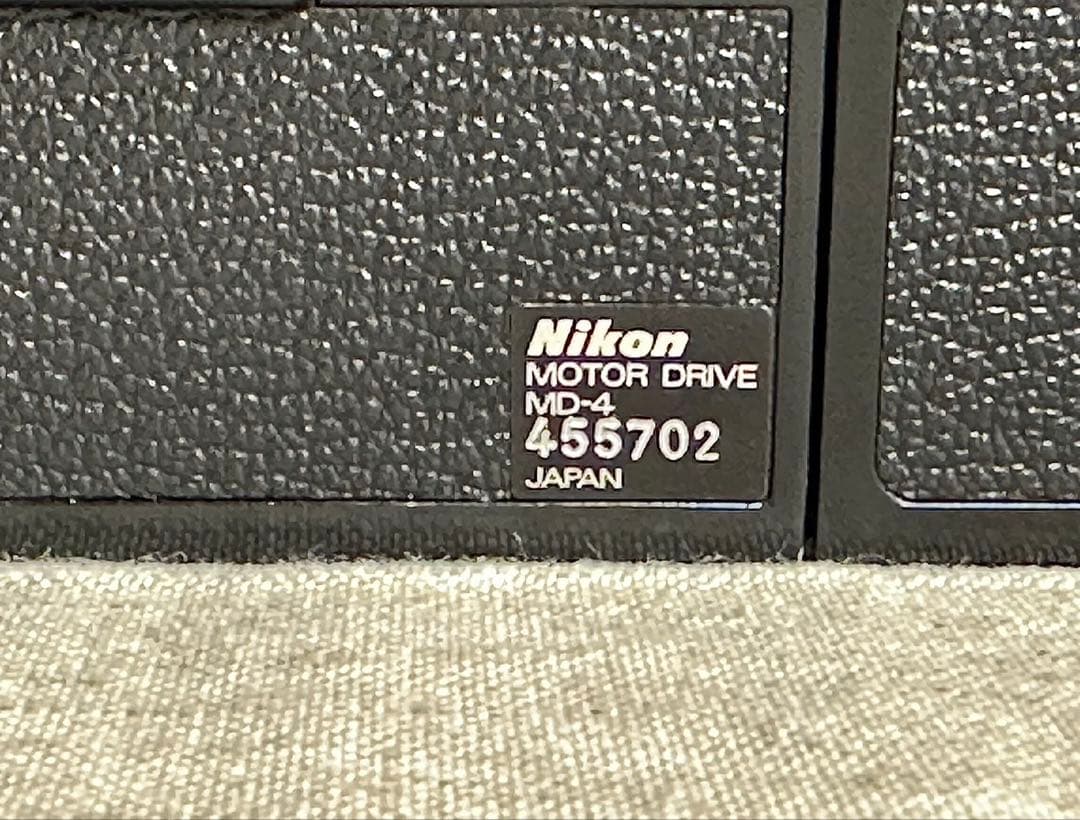 Nikon
MOTOR DRIVE
MD-4
455702
JAPAN